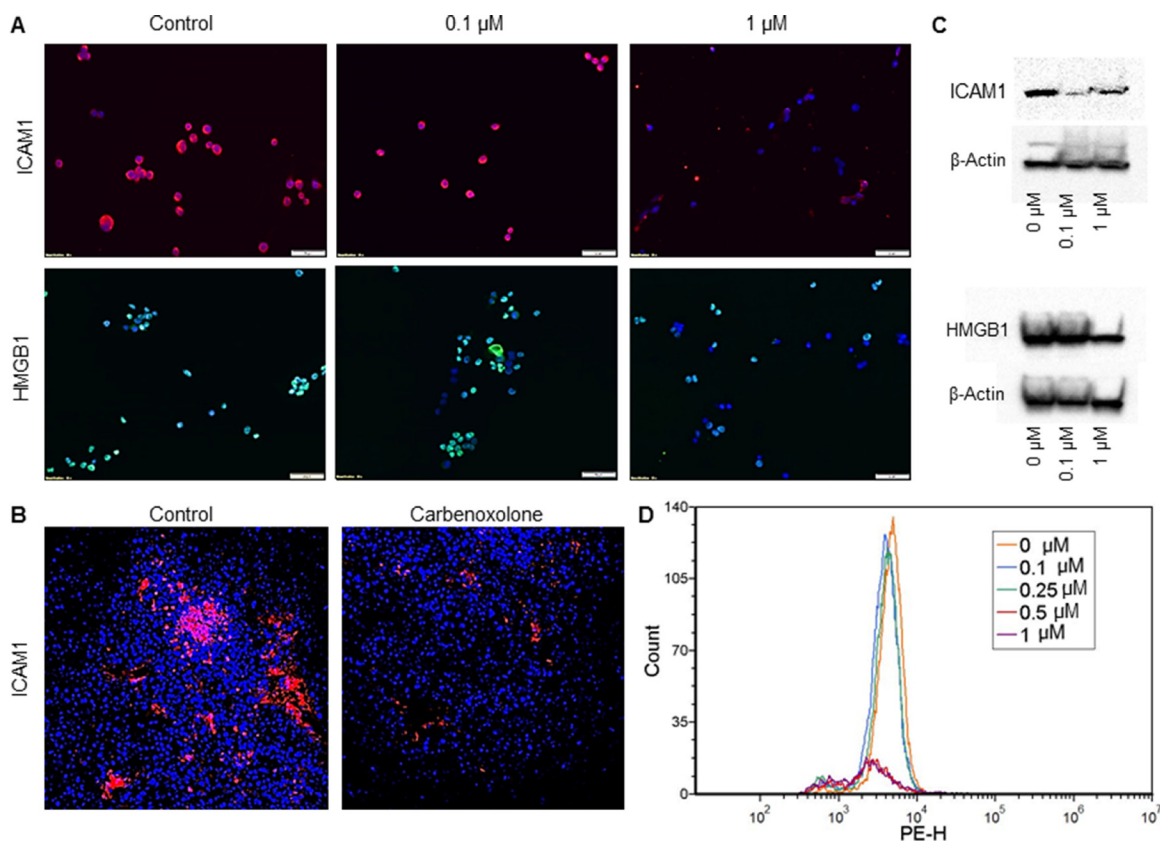 A
Control
0.1 µM
1 µM
ICAM1
HMGB1
B
Control
Carbenoxolone
ICAM1
C
ICAM1
β-Actin
0 µM
0.1 µM
1 µM
HMGB1
β-Actin
0 µM
0.1 µM
1 µM
D
140
105
70
35
0
Count
10²
10³
10⁴
10⁵
10⁶
10⁷
PE-H
0 µM
0.1 µM
0.25 µM
0.5 µM
1 µM